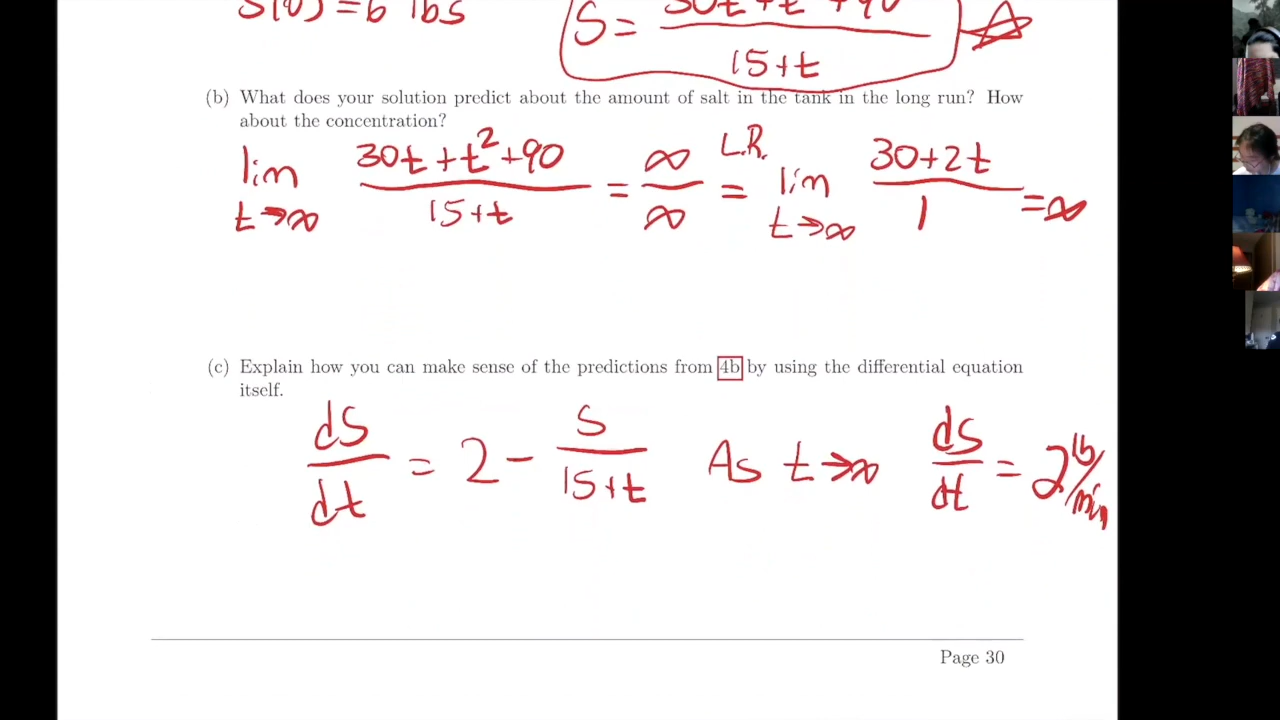 S(0) = 6 lbs
S = 30t + t² + 90 / 15+t
(b) What does your solution predict about the amount of salt in the tank in the long run? How
about the concentration?
lim t→∞ 30t + t² + 90 / 15+t = ∞/∞ L.R. = lim t→∞ 30+2t / 1 = ∞
(c) Explain how you can make sense of the predictions from 4b by using the differential equation
itself.
dS/dt = 2 - S/15+t As t→∞ dS/dt = 2 lb/min
Page 30